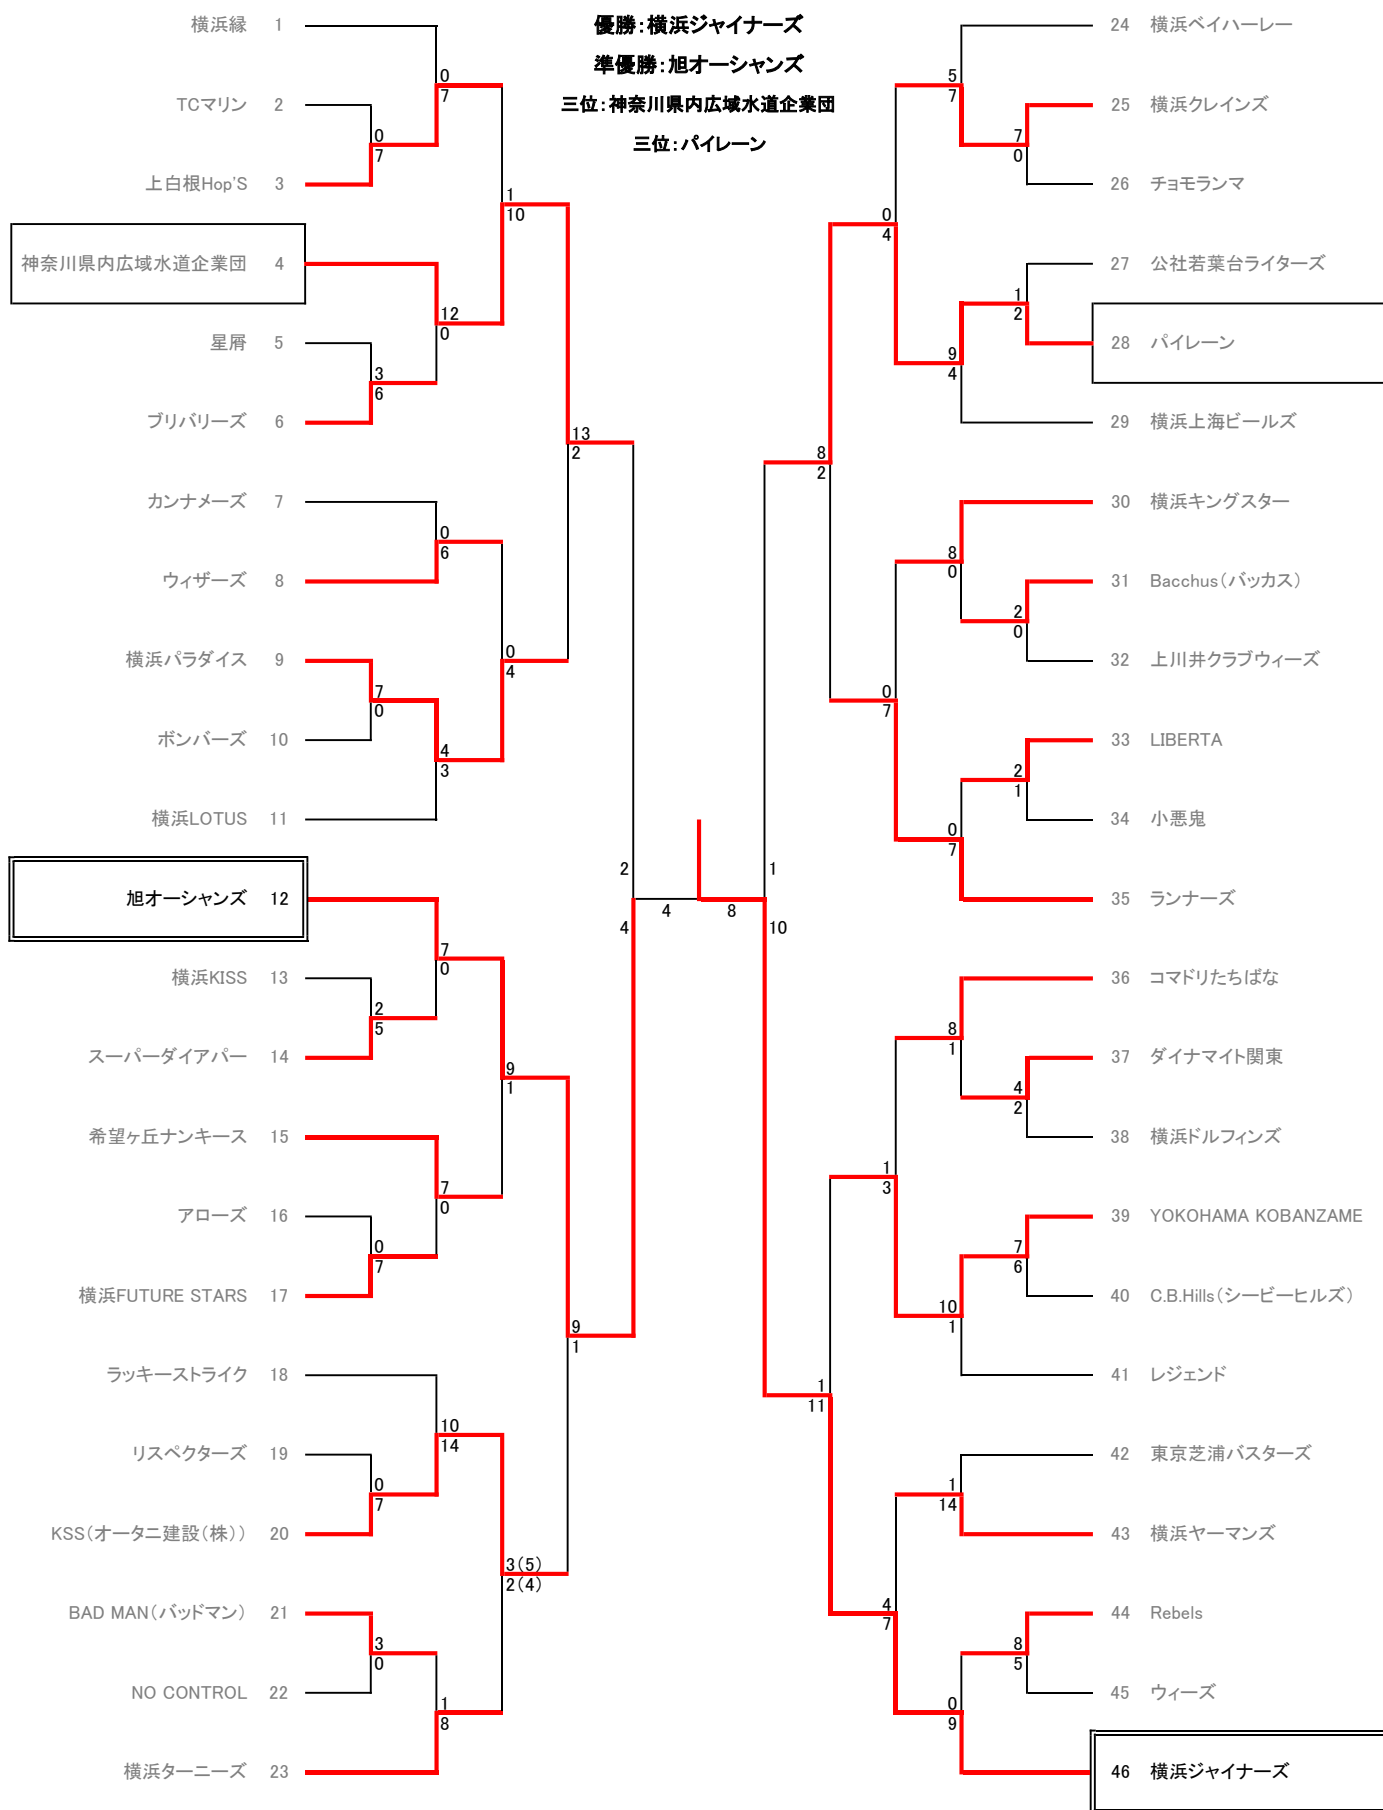 優勝：横浜ジャイナーズ
準優勝：旭オーシャンズ
三位：神奈川県内広域水道企業団
三位：パイレーン
横浜縁 1
0
7
TCマリン 2
0
7
上白根Hop'S 3
1
10
神奈川県内広域水道企業団 4
12
0
星屑 5
3
6
ブリバリーズ 6
13
2
カンナメーズ 7
0
6
ウィザーズ 8
0
4
横浜パラダイス 9
7
0
ボンバーズ 10
4
3
横浜LOTUS 11
2
4
旭オーシャンズ 12
7
0
横浜KISS 13
2
5
スーパーダイアパー 14
9
1
希望ヶ丘ナンキース 15
7
0
アローズ 16
0
7
横浜FUTURE STARS 17
9
1
ラッキーストライク 18
10
14
リスペクターズ 19
0
7
KSS（オータニ建設（株）） 20
3(5)
2(4)
BAD MAN（バッドマン） 21
3
0
NO CONTROL 22
1
8
横浜ターニーズ 23
4 8
24 横浜ベイハーレー
5
7
25 横浜クレインズ
7
0
26 チョモランマ
0
4
27 公社若葉台ライターズ
1
2
28 パイレーン
9
4
29 横浜上海ビールズ
8
2
30 横浜キングスター
8
0
31 Bacchus（バッカス）
2
0
32 上川井クラブウィーズ
0
7
33 LIBERTA
2
1
34 小悪鬼
0
7
35 ランナーズ
1
10
36 コマドリたちばな
8
1
37 ダイナマイト関東
4
2
38 横浜ドルフィンズ
1
3
39 YOKOHAMA KOBANZAME
7
6
40 C.B.Hills（シービーヒルズ）
10
1
41 レジェンド
1
11
42 東京芝浦バスターズ
1
14
43 横浜ヤーマンズ
4
7
44 Rebels
8
5
45 ウィーズ
0
9
46 横浜ジャイナーズ